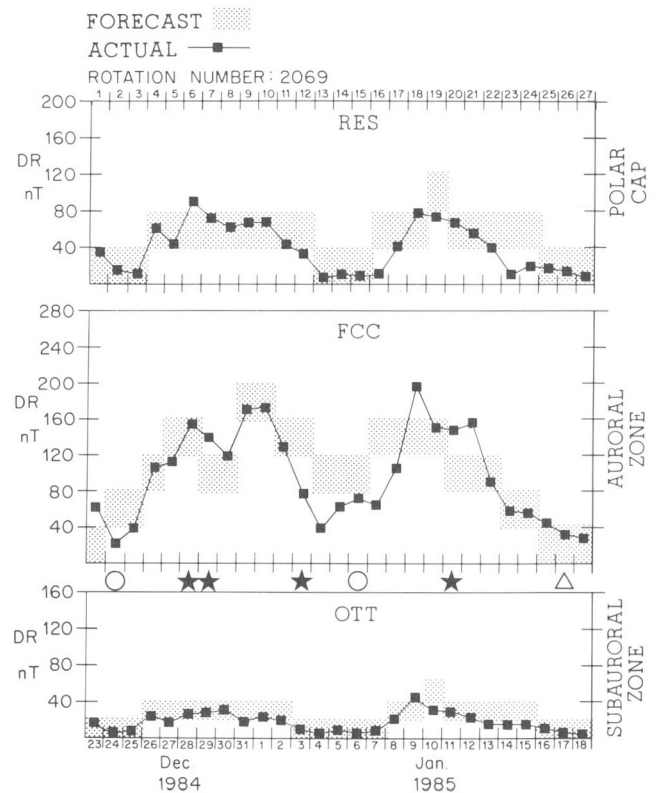 FORECAST
ACTUAL
ROTATION NUMBER: 2069
1 2 3 4 5 6 7 8 9 10 11 12 13 14 15 16 17 18 19 20 21 22 23 24 25 26 27
RES
200
160
120
80
40
DR
nT
POLAR
CAP
FCC
280
240
200
160
120
80
40
DR
nT
AURORAL
ZONE
OTT
160
120
80
40
DR
nT
SUBAURORAL
ZONE
23 24 25 26 27 28 29 30 31 1 2 3 4 5 6 7 8 9 10 11 12 13 14 15 16 17 18
Dec Jan.
1984 1985